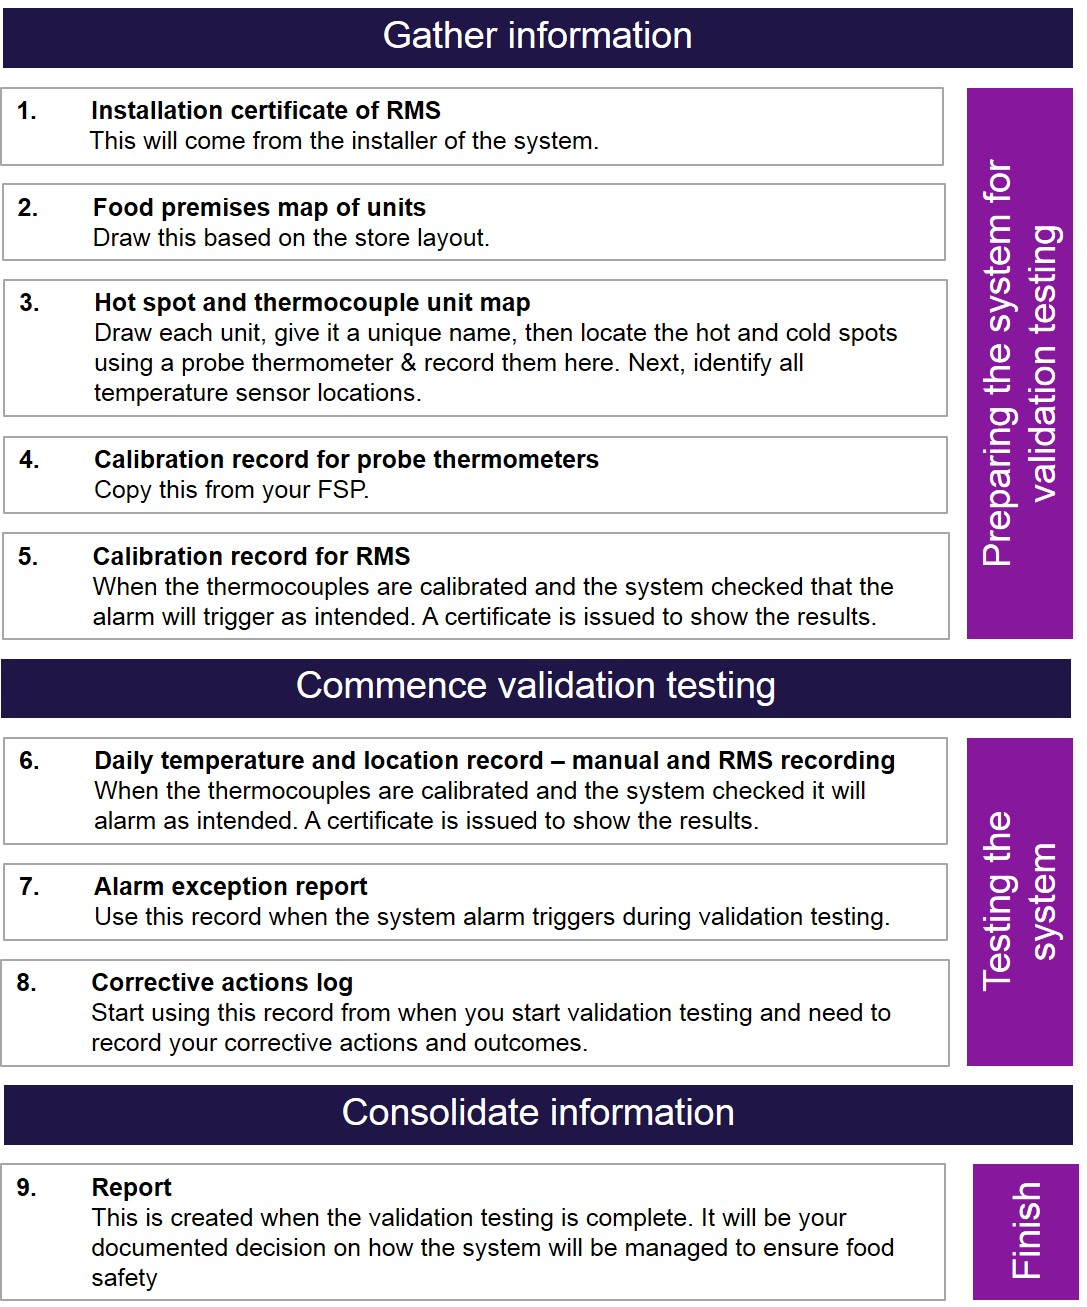 Gather information
1. Installation certificate of RMS
This will come from the installer of the system.
2. Food premises map of units
Draw this based on the store layout.
3. Hot spot and thermocouple unit map
Draw each unit, give it a unique name, then locate the hot and cold spots
using a probe thermometer & record them here. Next, identify all
temperature sensor locations.
4. Calibration record for probe thermometers
Copy this from your FSP.
5. Calibration record for RMS
When the thermocouples are calibrated and the system checked that the
alarm will trigger as intended. A certificate is issued to show the results.
Preparing the system for
validation testing
Commence validation testing
6. Daily temperature and location record – manual and RMS recording
When the thermocouples are calibrated and the system checked it will
alarm as intended. A certificate is issued to show the results.
7. Alarm exception report
Use this record when the system alarm triggers during validation testing.
8. Corrective actions log
Start using this record from when you start validation testing and need to
record your corrective actions and outcomes.
Testing the
system
Consolidate information
9. Report
This is created when the validation testing is complete. It will be your
documented decision on how the system will be managed to ensure food
safety
Finish